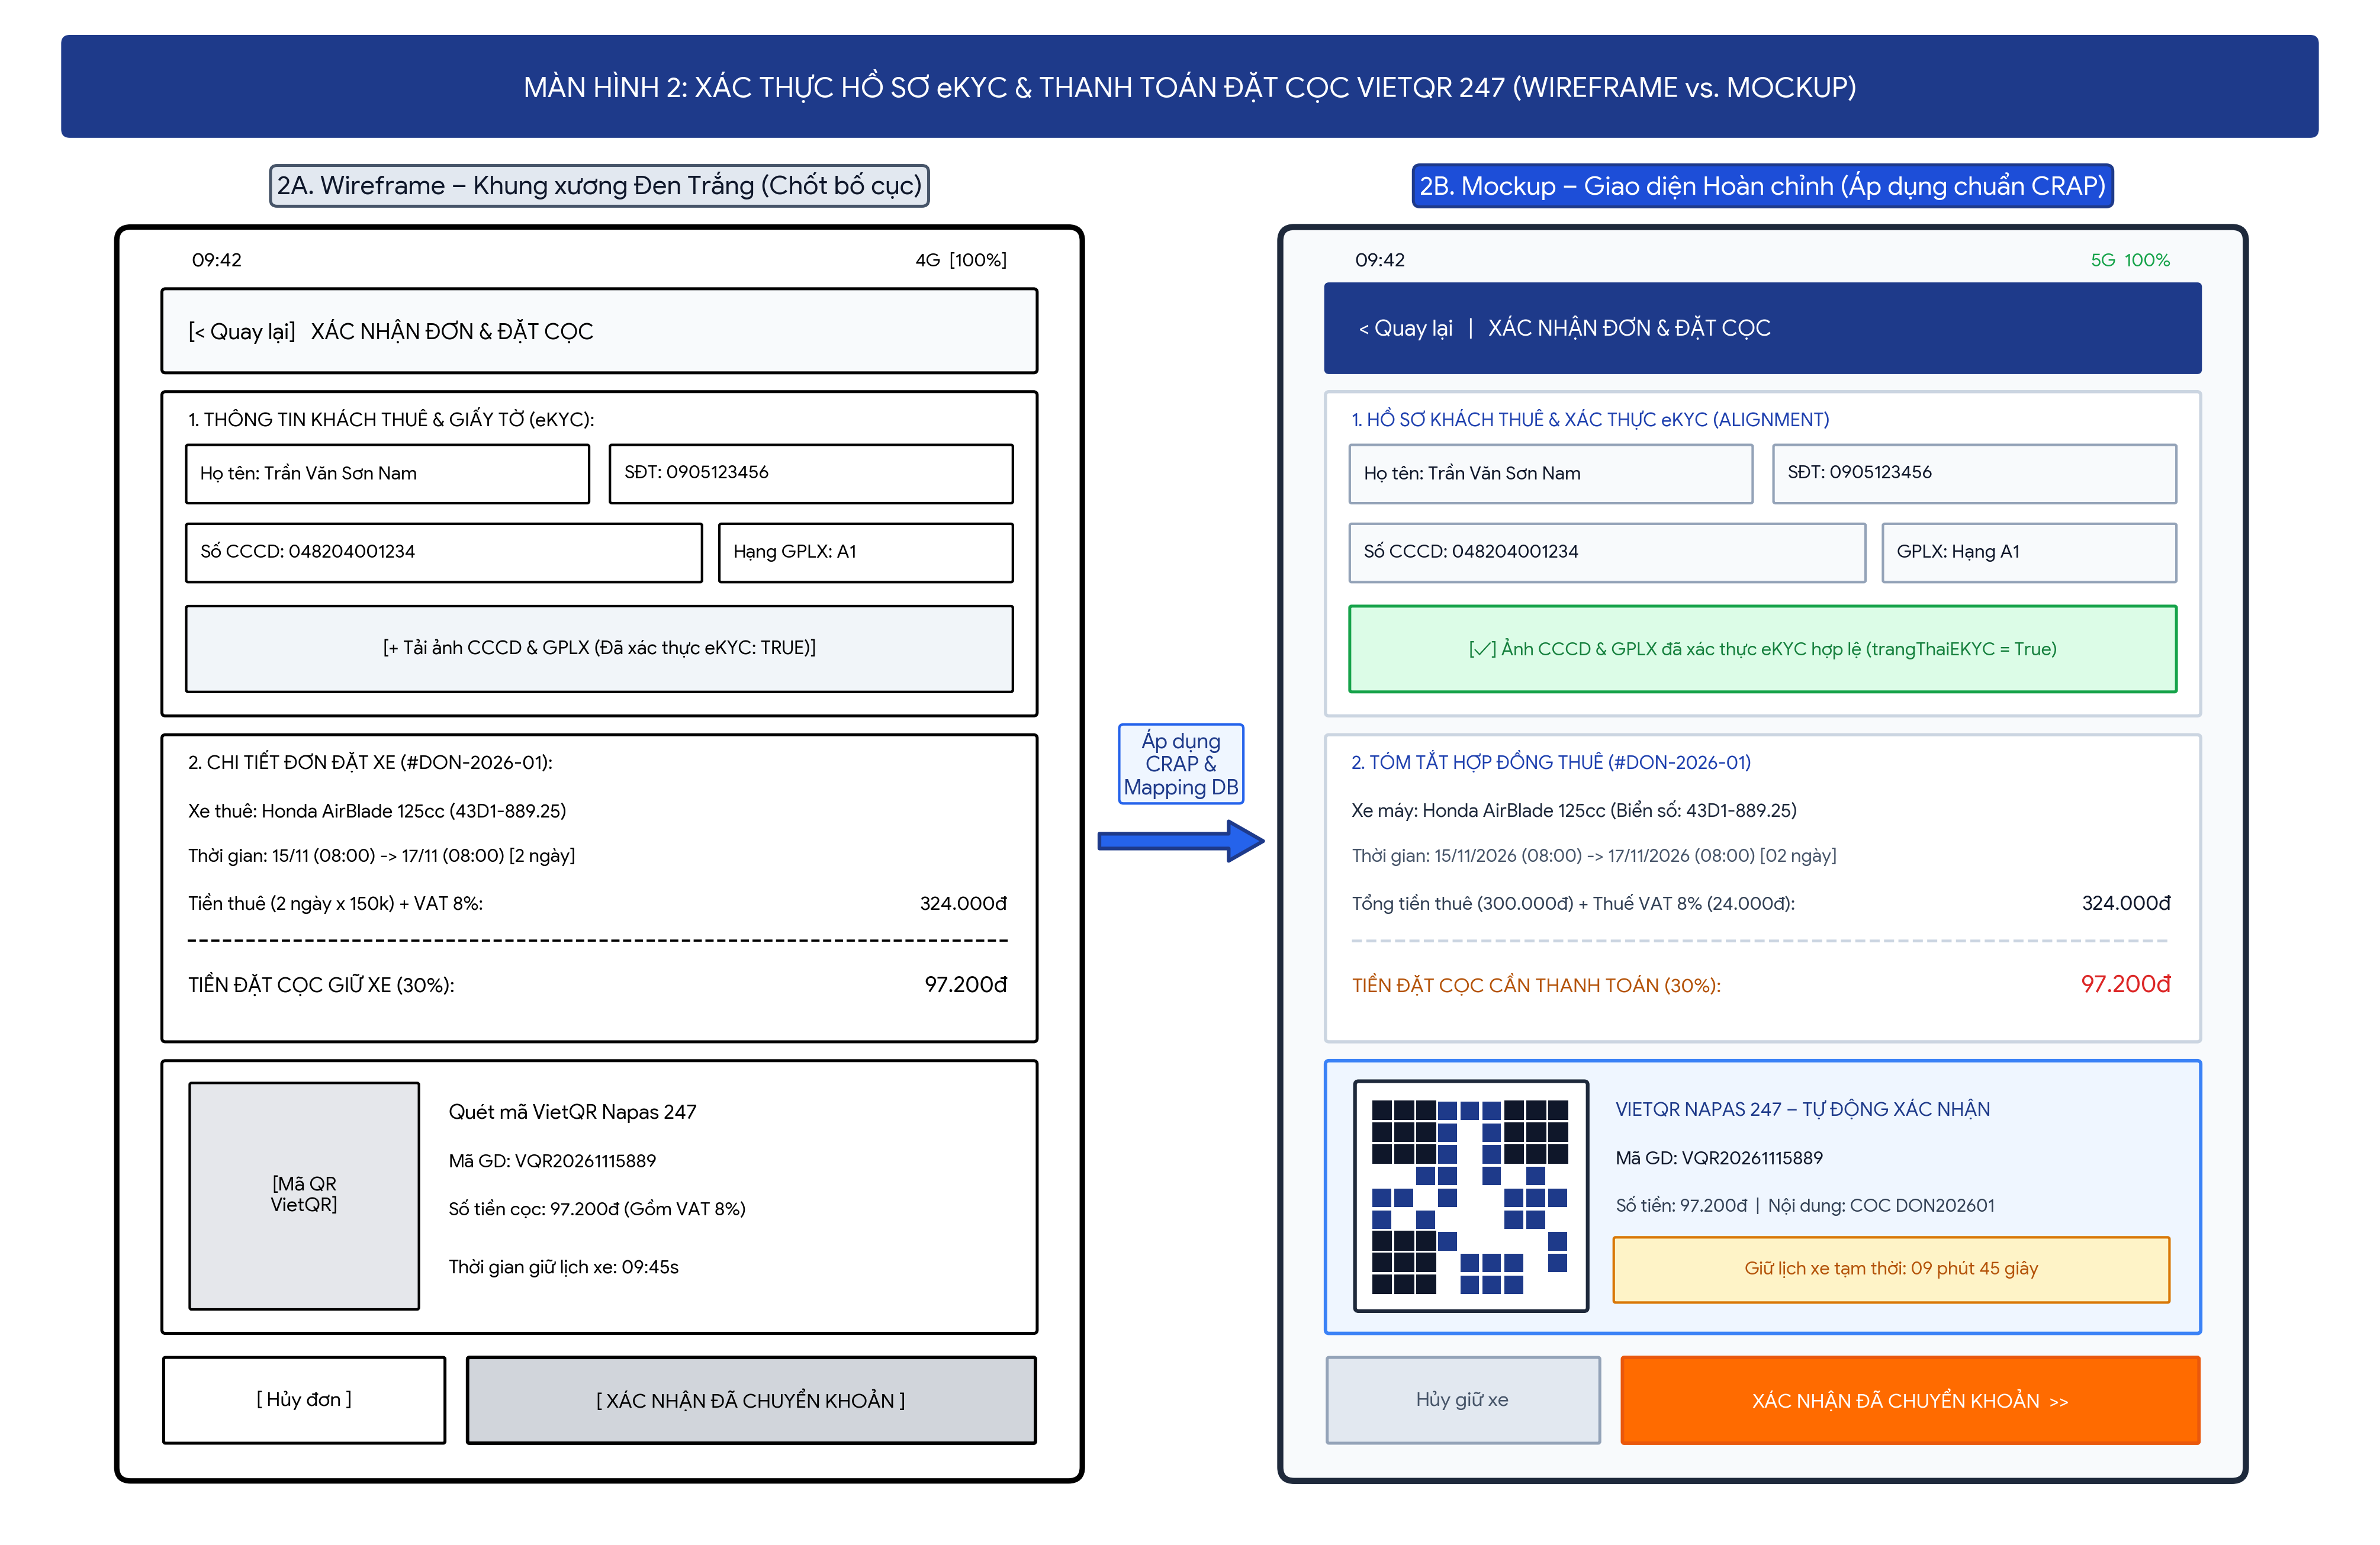 MÀN HÌNH 2: XÁC THỰC HỒ SƠ eKYC & THANH TOÁN ĐẶT CỌC VIETQR 247 (WIREFRAME vs. MOCKUP)
2A. Wireframe – Khung xương Đen Trắng (Chốt bố cục)
09:42
4G [100%]
[< Quay lại] XÁC NHẬN ĐƠN & ĐẶT CỌC
1. THÔNG TIN KHÁCH THUÊ & GIẤY TỜ (eKYC):
Họ tên: Trần Văn Sơn Nam
SĐT: 0905123456
Số CCCD: 048204001234
Hạng GPLX: A1
[+ Tải ảnh CCCD & GPLX (Đã xác thực eKYC: TRUE)]
2. CHI TIẾT ĐƠN ĐẶT XE (#DON-2026-01):
Xe thuê: Honda AirBlade 125cc (43D1-889.25)
Thời gian: 15/11 (08:00) -> 17/11 (08:00) [2 ngày]
Tiền thuê (2 ngày x 150k) + VAT 8%:
324.000đ
TIỀN ĐẶT CỌC GIỮ XE (30%):
97.200đ
[Mã QR
VietQR]
Quét mã VietQR Napas 247
Mã GD: VQR20261115889
Số tiền cọc: 97.200đ (Gồm VAT 8%)
Thời gian giữ lịch xe: 09:45s
[ Hủy đơn ]
[ XÁC NHẬN ĐÃ CHUYỂN KHOẢN ]
Áp dụng
CRAP &
Mapping DB
2B. Mockup – Giao diện Hoàn chỉnh (Áp dụng chuẩn CRAP)
09:42
5G 100%
< Quay lại | XÁC NHẬN ĐƠN & ĐẶT CỌC
1. HỒ SƠ KHÁCH THUÊ & XÁC THỰC eKYC (ALIGNMENT)
Họ tên: Trần Văn Sơn Nam
SĐT: 0905123456
Số CCCD: 048204001234
GPLX: Hạng A1
[✓] Ảnh CCCD & GPLX đã xác thực eKYC hợp lệ (trangThaiEKYC = True)
2. TÓM TẮT HỢP ĐỒNG THUÊ (#DON-2026-01)
Xe máy: Honda AirBlade 125cc (Biển số: 43D1-889.25)
Thời gian: 15/11/2026 (08:00) -> 17/11/2026 (08:00) [02 ngày]
Tổng tiền thuê (300.000đ) + Thuế VAT 8% (24.000đ):
324.000đ
TIỀN ĐẶT CỌC CẦN THANH TOÁN (30%):
97.200đ
VIETQR NAPAS 247 – TỰ ĐỘNG XÁC NHẬN
Mã GD: VQR20261115889
Số tiền: 97.200đ | Nội dung: COC DON202601
Giữ lịch xe tạm thời: 09 phút 45 giây
Hủy giữ xe
XÁC NHẬN ĐÃ CHUYỂN KHOẢN >>